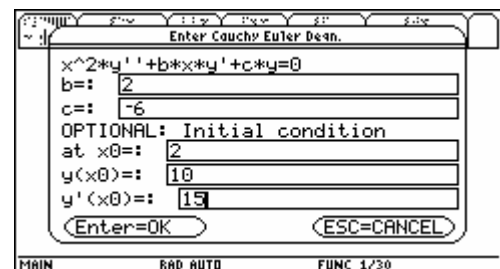 Enter Cauchy Euler Deqn.
x^2*y''+b*x*y'+c*y=0
b=: 2
c=: -6
OPTIONAL: Initial condition
at x0=: 2
y(x0)=: 10
y'(x0)=: 15
Enter=OK ESC=CANCEL
MAIN RAD AUTO FUNC 1/30